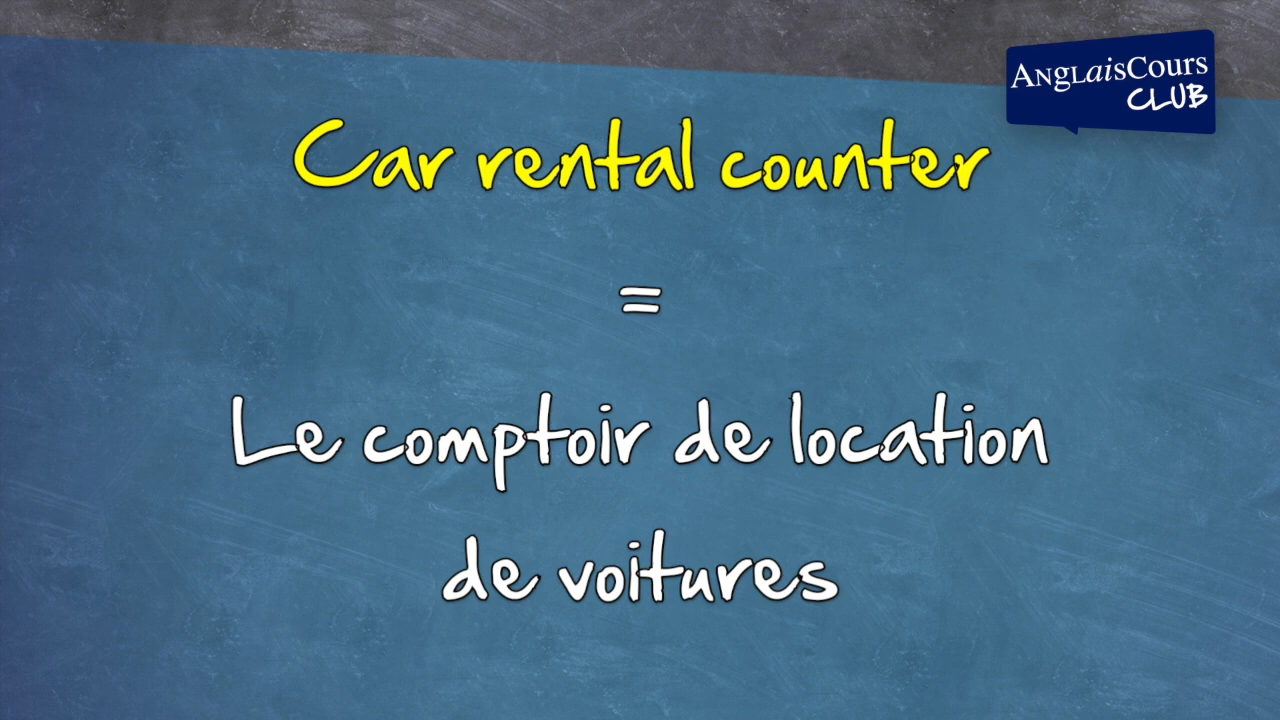 AnglaisCours
CLUB
Car rental counter
=
Le comptoir de location
de voitures